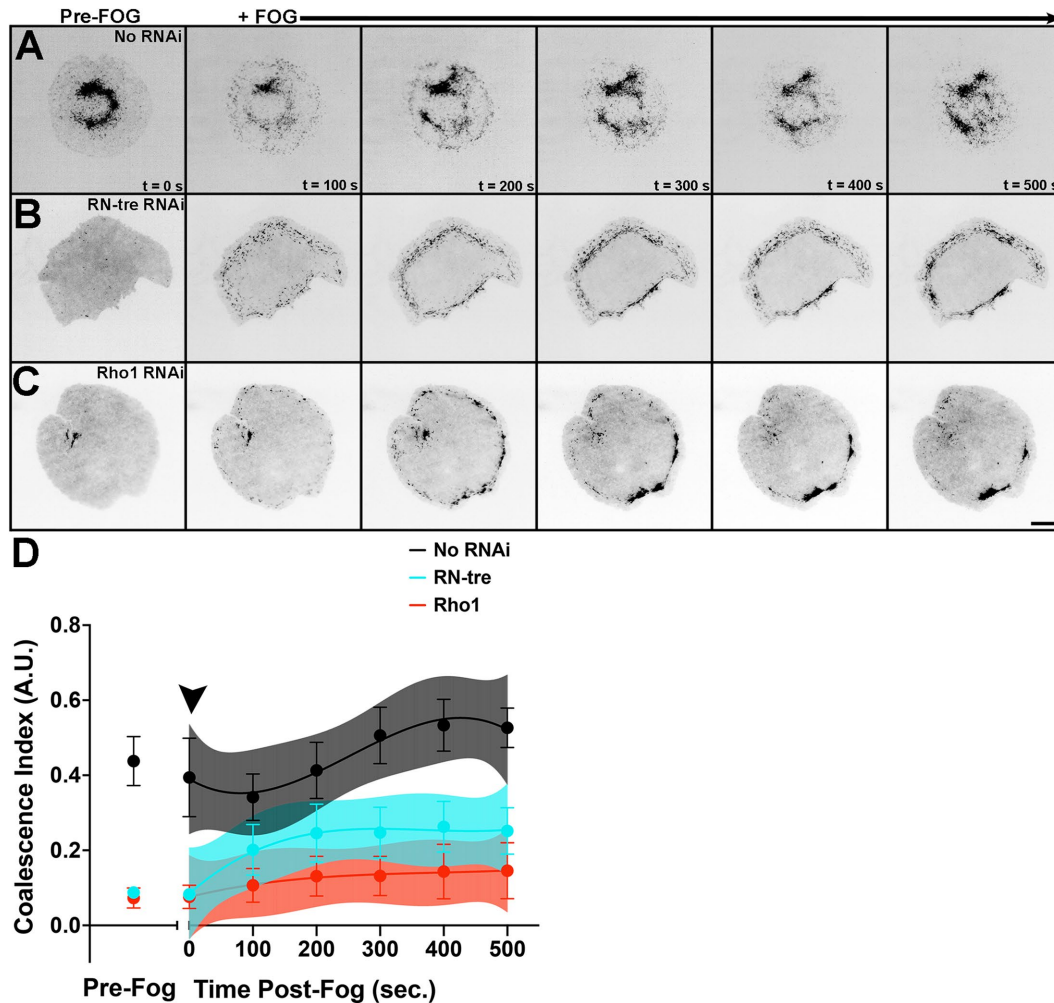 Pre-FOG + FOG
A No RNAi
t = 0 s t = 100 s t = 200 s t = 300 s t = 400 s t = 500 s
B RN-tre RNAi
C Rho1 RNAi
D
No RNAi
RN-tre
Rho1
Coalescence Index (A.U.)
0.8
0.6
0.4
0.2
0.0
0 100 200 300 400 500
Pre-Fog Time Post-Fog (sec.)